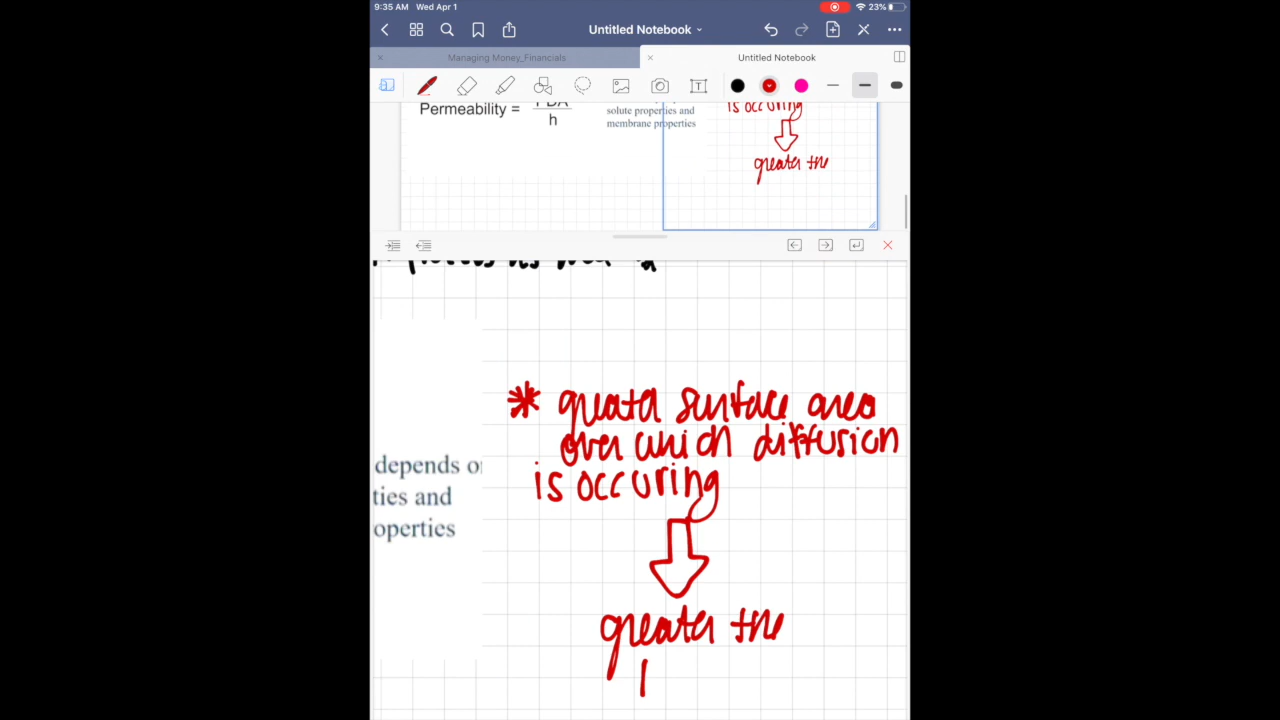 9:35 AM Wed Apr 1
23%
Untitled Notebook
Managing Money_Financials
Untitled Notebook
T
Permeability =
h
solute properties and
membrane properties
is occuring
greater the
* greater surface area
over which diffusion
is occuring
greater the
depends o
ties and
operties